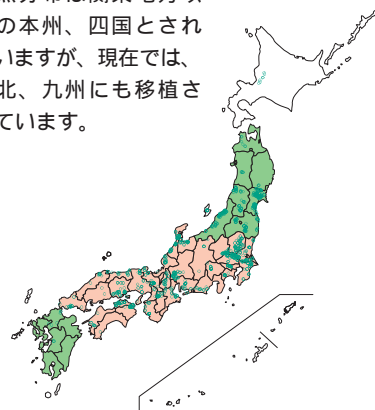 の本州、四国とされ
いますが、現在では、
北、九州にも移植さ
ています。